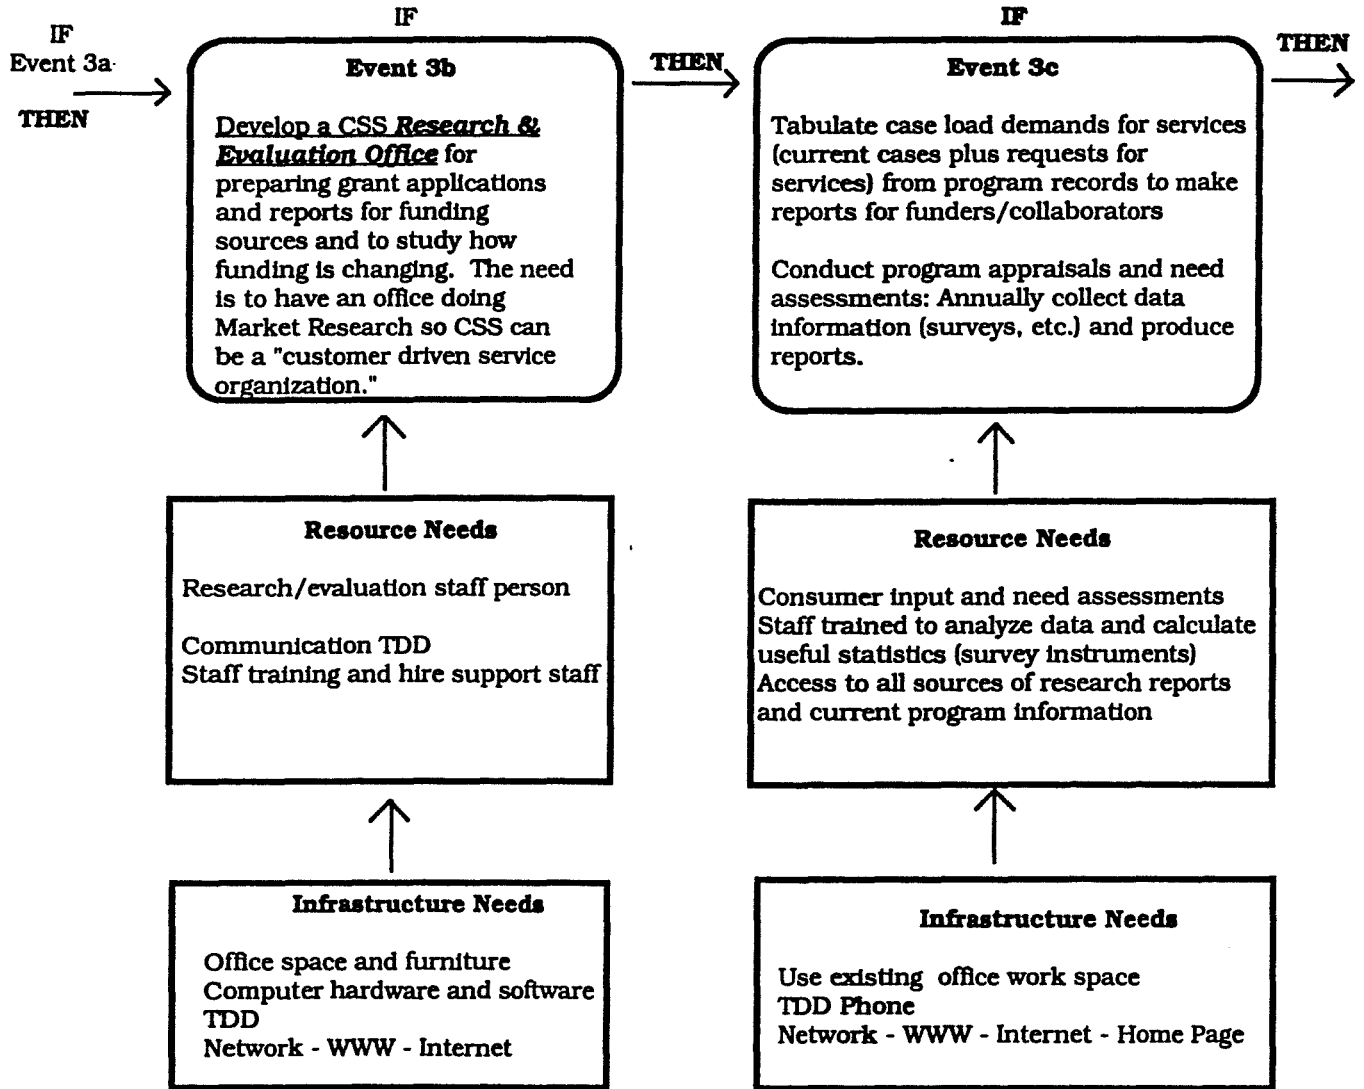 IF
Event 3a
THEN
IF
Event 3b
Develop a CSS Research &
Evaluation Office for
preparing grant applications
and reports for funding
sources and to study how
funding is changing. The need
is to have an office doing
Market Research so CSS can
be a "customer driven service
organization."
THEN
IF
Event 3c
Tabulate case load demands for services
(current cases plus requests for
services) from program records to make
reports for funders/collaborators
Conduct program appraisals and need
assessments: Annually collect data
information (surveys, etc.) and produce
reports.
THEN
Resource Needs
Research/evaluation staff person
Communication TDD
Staff training and hire support staff
Resource Needs
Consumer input and need assessments
Staff trained to analyze data and calculate
useful statistics (survey instruments)
Access to all sources of research reports
and current program information
Infrastructure Needs
Office space and furniture
Computer hardware and software
TDD
Network - WWW - Internet
Infrastructure Needs
Use existing office work space
TDD Phone
Network - WWW - Internet - Home Page